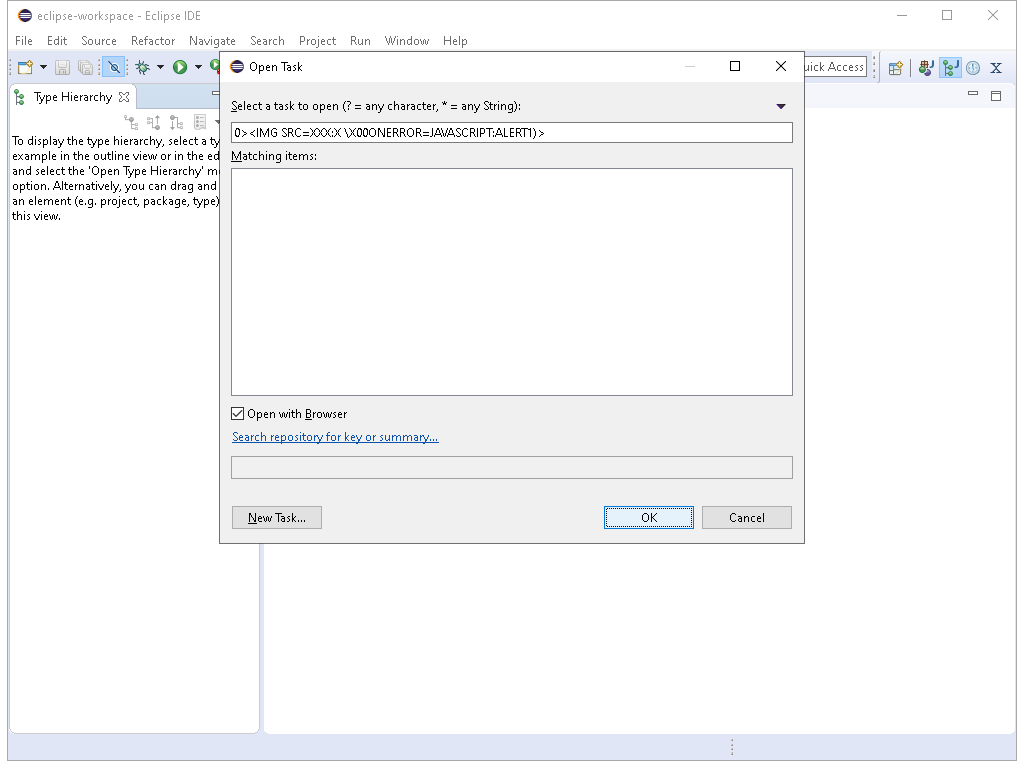 eclipse-workspace - Eclipse IDE
File Edit Source Refactor Navigate Search Project Run Window Help
Open Task
Access
Type Hierarchy
Select a task to open (? = any character, * = any String):
0><IMG SRC=XXX:X \X00ONERROR=JAVASCRIPT:ALERT1)>
To display the type hierarchy, select a
example in the outline view or in the
and select the 'Open Type Hierarchy'
option. Alternatively, you can drag and
an element (e.g. project, package, type)
this view.
Matching items:
Open with Browser
Search repository for key or summary...
New Task...
OK
Cancel